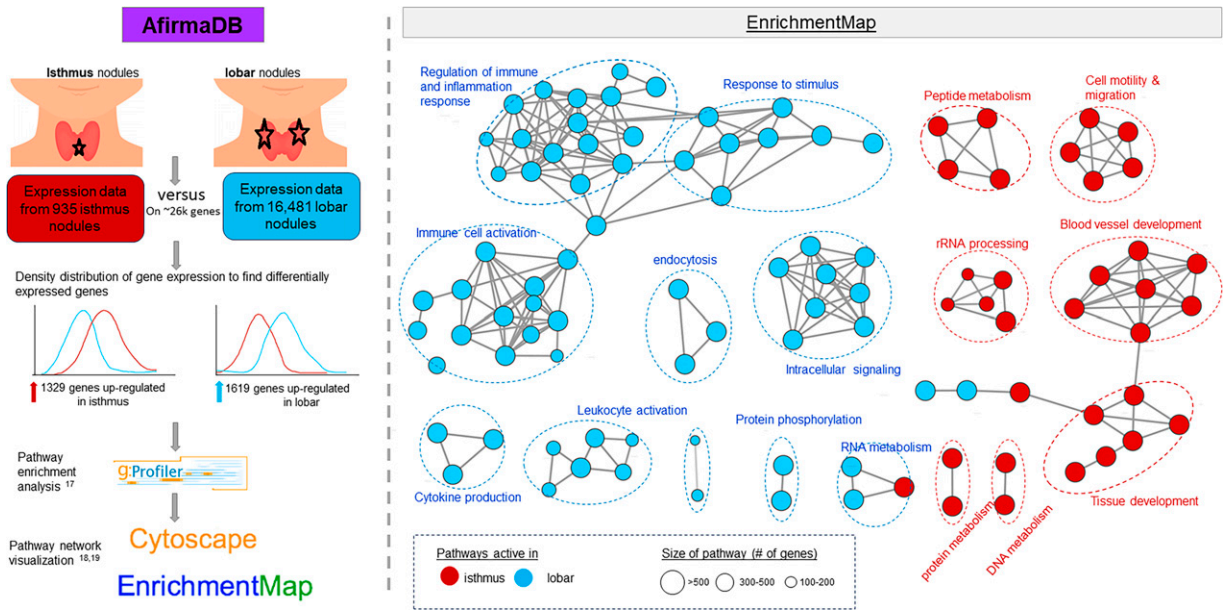 AfirmaDB
Isthmus nodules
lobar nodules
Expression data
from 935 isthmus
nodules
versus
On ~26k genes
Expression data
from 16,481 lobar
nodules
Density distribution of gene expression to find differentially
expressed genes
1329 genes up-regulated
in isthmus
1619 genes up-regulated
in lobar
Pathway
enrichment
analysis 17
g:Profiler
Pathway network
visualization 18,19
Cytoscape
EnrichmentMap
EnrichmentMap
Regulation of immune
and inflammation
response
Response to stimulus
Peptide metabolism
Cell motility &
migration
Immune cell activation
endocytosis
Intracellular signaling
rRNA processing
Blood vessel development
Cytokine production
Leukocyte activation
Protein phosphorylation
RNA metabolism
protein metabolism
DNA metabolism
Tissue development
Pathways active in
isthmus
lobar
Size of pathway (# of genes)
>500
300-500
100-200